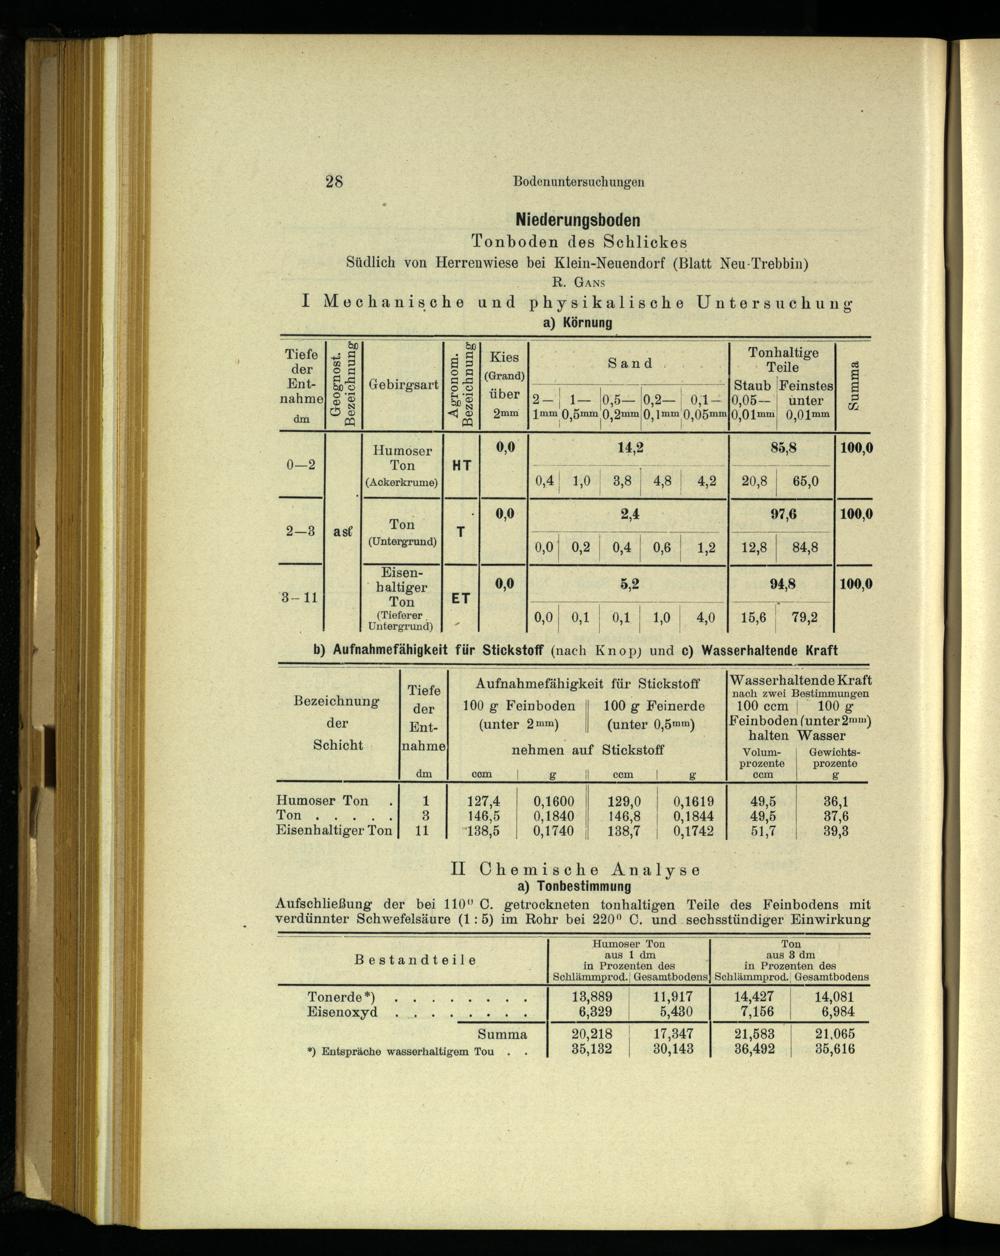 28 Bodenuntersuchungen
Niederungsboden
Tonboden des Schlickes
Südlich von Herrenwiese bei Klein-Neuendorf (Blatt Neu-Trebbin)
R. Gans
I Mechanische und physikalische Untersuchung
a) Körnung
Tiefe der Ent-nahme dm | Geognost. Bezeichnung | Gebirgsart | Agronom. Bezeichnung | Kies (Grand) über 2mm | Sand | Tonhaltige Teile | Summa
2—1mm | 1—0,5mm | 0,5—0,2mm | 0,2—0,1mm | 0,1—0,05mm | Staub 0,05—0,01mm | Feinstes unter 0,01mm
0—2 | Humoser Ton (Ackerkrume) | HT | 0,0 | 14,2 | 85,8 | 100,0
0,4 | 1,0 | 3,8 | 4,8 | 4,2 | 20,8 | 65,0
2—3 | asf | Ton (Untergrund) | T | 0,0 | 2,4 | 97,6 | 100,0
0,0 | 0,2 | 0,4 | 0,6 | 1,2 | 12,8 | 84,8
3-11 | Eisen-haltiger Ton (Tieferer Untergrund) | ET | 0,0 | 5,2 | 94,8 | 100,0
0,0 | 0,1 | 0,1 | 1,0 | 4,0 | 15,6 | 79,2
b) Aufnahmefähigkeit für Stickstoff (nach Knop) und c) Wasserhaltende Kraft
Bezeichnung der Schicht | Tiefe der Ent-nahme dm | Aufnahmefähigkeit für Stickstoff | Wasserhaltende Kraft nach zwei Bestimmungen
100 g Feinboden (unter 2mm) | 100 g Feinerde (unter 0,5mm) | 100 ccm | 100 g
Feinboden (unter 2mm)
halten Wasser
nehmen auf Stickstoff | Volum-prozente | Gewichts-prozente
ccm | g | ccm | g | ccm | g
Humoser Ton . | 1 | 127,4 | 0,1600 | 129,0 | 0,1619 | 49,5 | 36,1
Ton . . . . . | 3 | 146,5 | 0,1840 | 146,8 | 0,1844 | 49,5 | 37,6
Eisenhaltiger Ton | 11 | 138,5 | 0,1740 | 138,7 | 0,1742 | 51,7 | 39,3
II Chemische Analyse
a) Tonbestimmung
Aufschließung der bei 110⁰ C. getrockneten tonhaltigen Teile des Feinbodens mit
verdünnter Schwefelsäure (1:5) im Rohr bei 220⁰ C. und sechsstündiger Einwirkung
Bestandteile | Humoser Ton aus 1 dm in Prozenten des | Ton aus 3 dm in Prozenten des
Schlämmprod. | Gesamtbodens | Schlämmprod. | Gesamtbodens
Tonerde*) . . . . . . . . | 13,889 | 11,917 | 14,427 | 14,081
Eisenoxyd . . . . . . . . | 6,329 | 5,430 | 7,156 | 6,984
Summa | 20,218 | 17,347 | 21,583 | 21,065
*) Entspräche wasserhaltigem Ton . . | 35,132 | 30,143 | 36,492 | 35,616